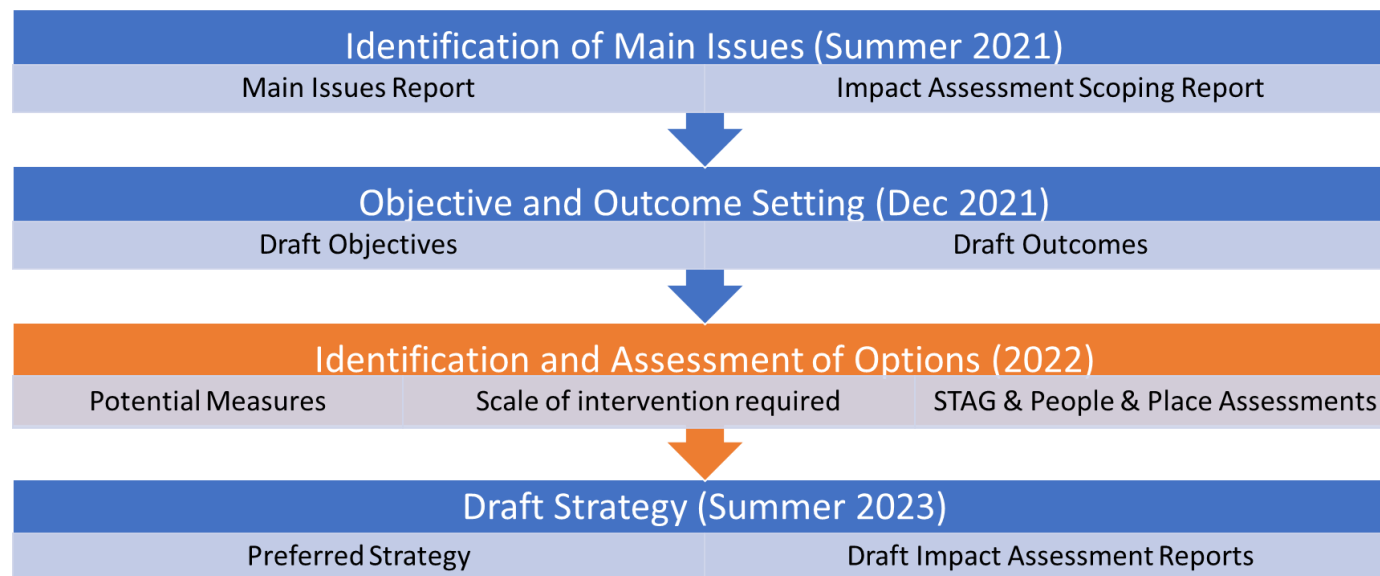 Identification of Main Issues (Summer 2021)
Main Issues Report
Impact Assessment Scoping Report
Objective and Outcome Setting (Dec 2021)
Draft Objectives
Draft Outcomes
Identification and Assessment of Options (2022)
Potential Measures
Scale of intervention required
STAG & People & Place Assessments
Draft Strategy (Summer 2023)
Preferred Strategy
Draft Impact Assessment Reports